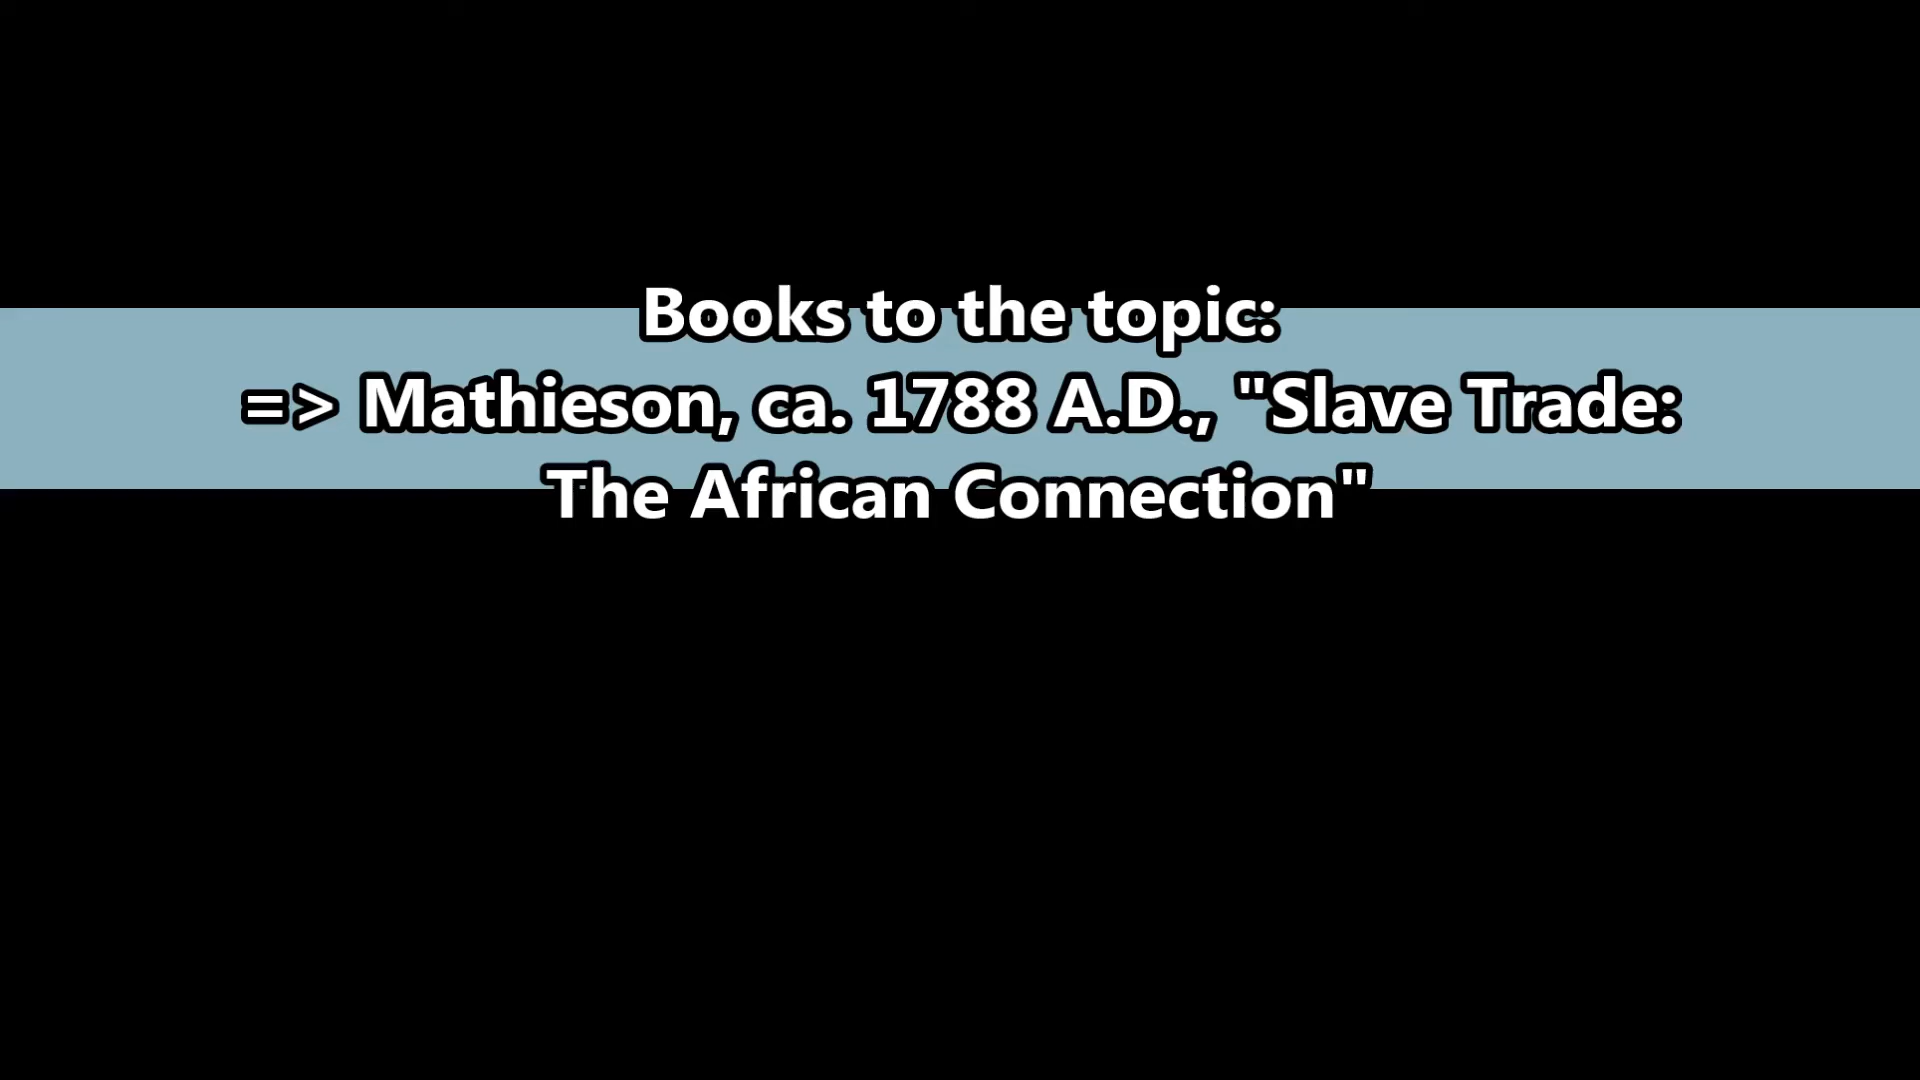 Books to the topic:
=> Mathieson, ca. 1788 A.D., "Slave Trade:
The African Connection"